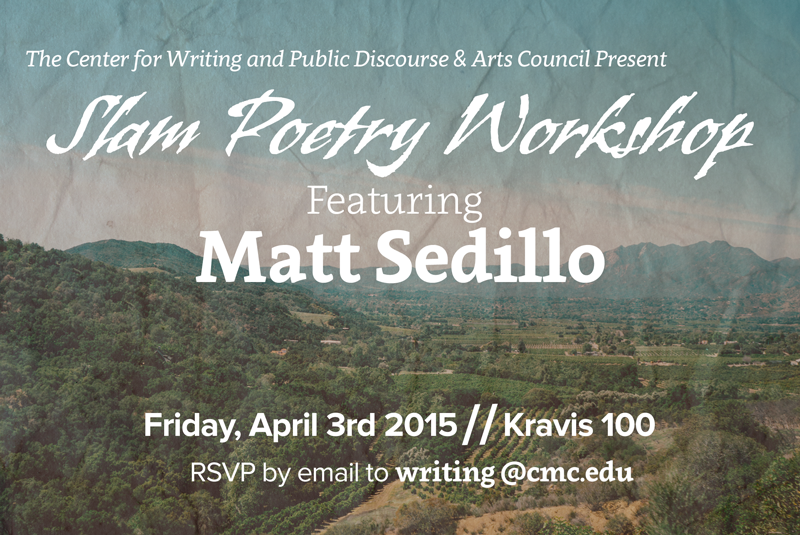 The Center for Writing and Public Discourse & Arts Council Present
Slam Poetry Workshop
Featuring
Matt Sedillo
Friday, April 3rd 2015 // Kravis 100
RSVP by email to writing @cmc.edu